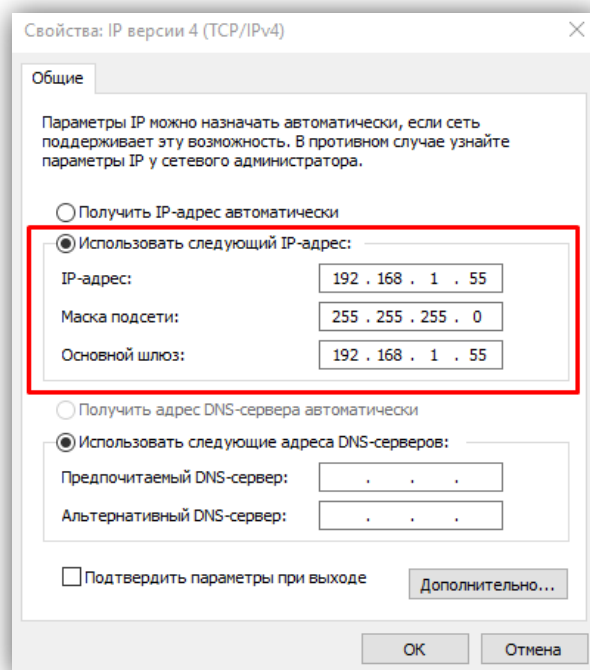 Свойства: IP версии 4 (TCP/IPv4)
Общие
Параметры IP можно назначать автоматически, если сеть
поддерживает эту возможность. В противном случае узнайте
параметры IP у сетевого администратора.
Получить IP-адрес автоматически
Использовать следующий IP-адрес:
IP-адрес: 192 . 168 . 1 . 55
Маска подсети: 255 . 255 . 255 . 0
Основной шлюз: 192 . 168 . 1 . 55
Получить адрес DNS-сервера автоматически
Использовать следующие адреса DNS-серверов:
Предпочитаемый DNS-сервер: . . .
Альтернативный DNS-сервер: . . .
Подтвердить параметры при выходе Дополнительно...
ОК Отмена